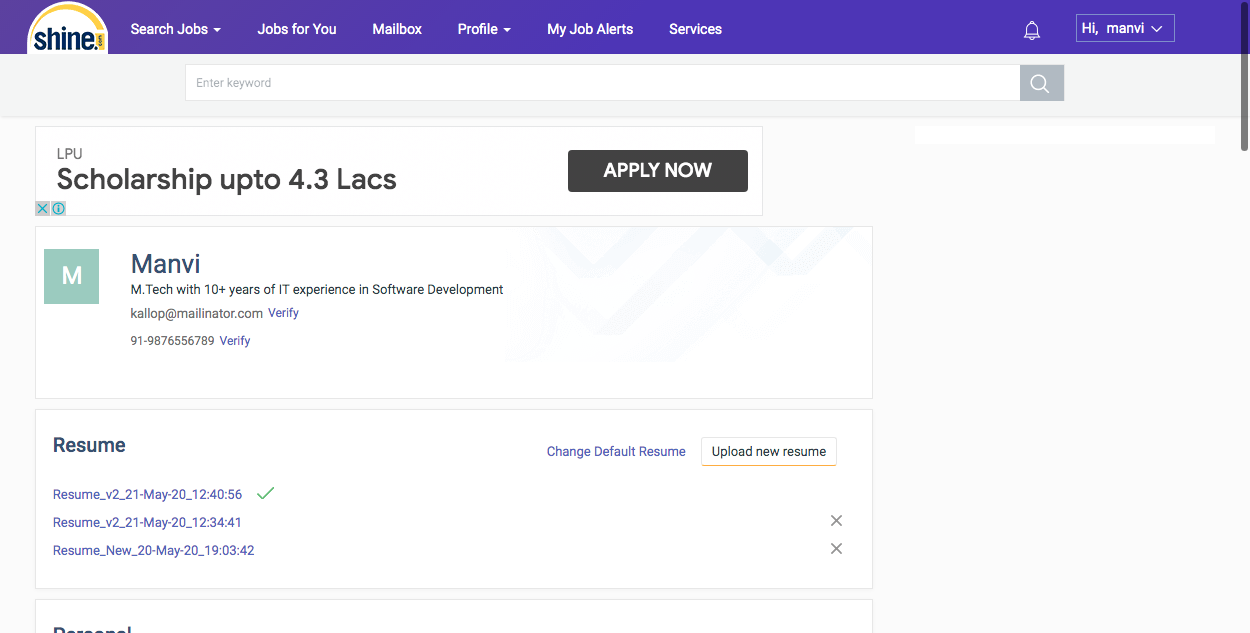 shine.com
Search Jobs
Jobs for You
Mailbox
Profile
My Job Alerts
Services
Hi, manvi
Enter keyword
LPU
Scholarship upto 4.3 Lacs
APPLY NOW
M
Manvi
M.Tech with 10+ years of IT experience in Software Development
kallop@mailinator.com Verify
91-9876556789 Verify
Resume
Change Default Resume
Upload new resume
Resume_v2_21-May-20_12:40:56
Resume_v2_21-May-20_12:34:41
Resume_New_20-May-20_19:03:42
Personal